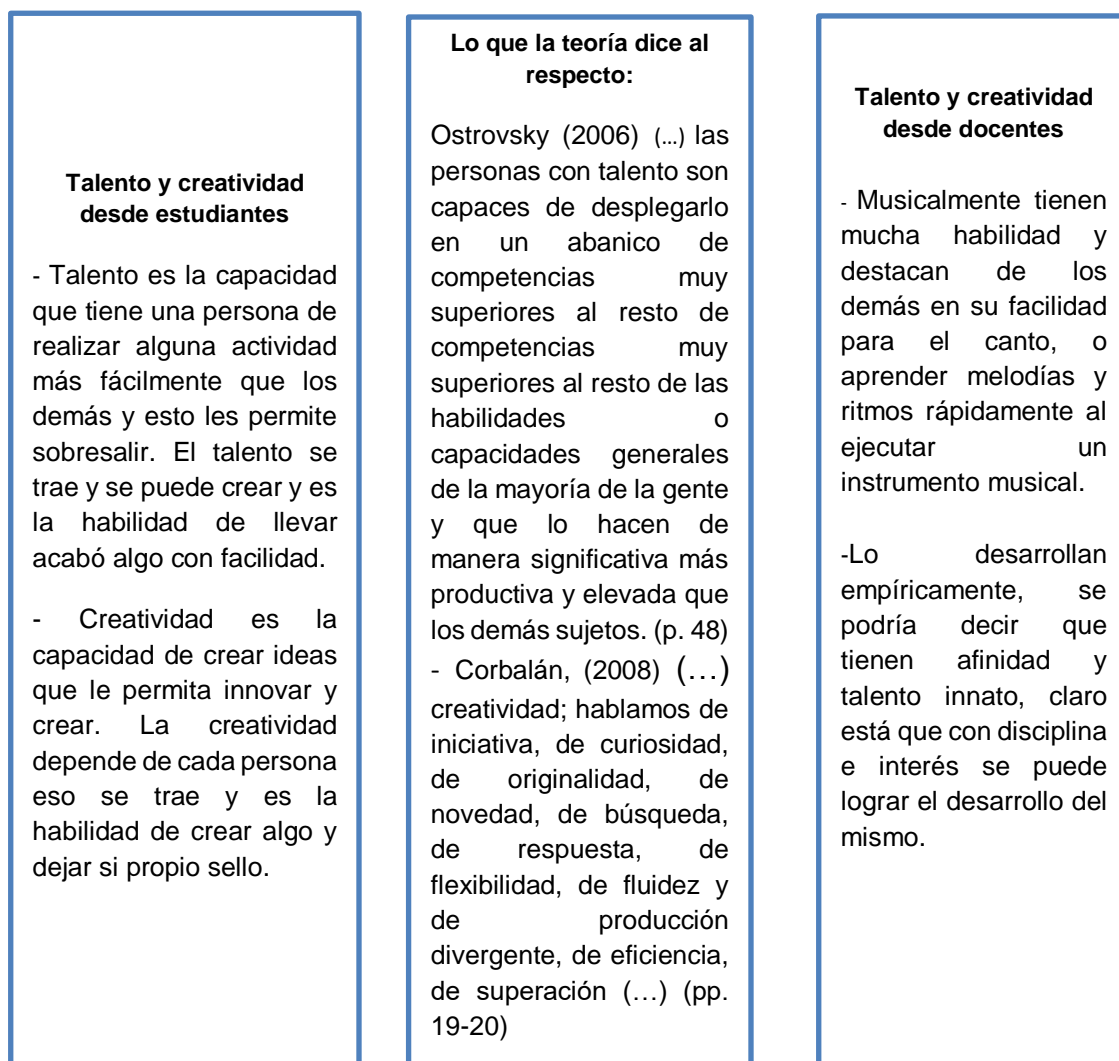 Talento y creatividad
desde estudiantes
- Talento es la capacidad
que tiene una persona de
realizar alguna actividad
más fácilmente que los
demás y esto les permite
sobresalir. El talento se
trae y se puede crear y es
la habilidad de llevar
acabó algo con facilidad.
- Creatividad es la
capacidad de crear ideas
que le permita innovar y
crear. La creatividad
depende de cada persona
eso se trae y es la
habilidad de crear algo y
dejar si propio sello.
Lo que la teoría dice al
respecto:
Ostrovsky (2006) (...) las
personas con talento son
capaces de desplegarlo
en un abanico de
competencias muy
superiores al resto de
competencias muy
superiores al resto de las
habilidades o
capacidades generales
de la mayoría de la gente
y que lo hacen de
manera significativa más
productiva y elevada que
los demás sujetos. (p. 48)
- Corbalán, (2008) (…)
creatividad; hablamos de
iniciativa, de curiosidad,
de originalidad, de
novedad, de búsqueda,
de respuesta, de
flexibilidad, de fluidez y
de producción
divergente, de eficiencia,
de superación (…) (pp.
19-20)
Talento y creatividad
desde docentes
- Musicalmente tienen
mucha habilidad y
destacan de los
demás en su facilidad
para el canto, o
aprender melodías y
ritmos rápidamente al
ejecutar un
instrumento musical.
-Lo desarrollan
empíricamente, se
podría decir que
tienen afinidad y
talento innato, claro
está que con disciplina
e interés se puede
lograr el desarrollo del
mismo.